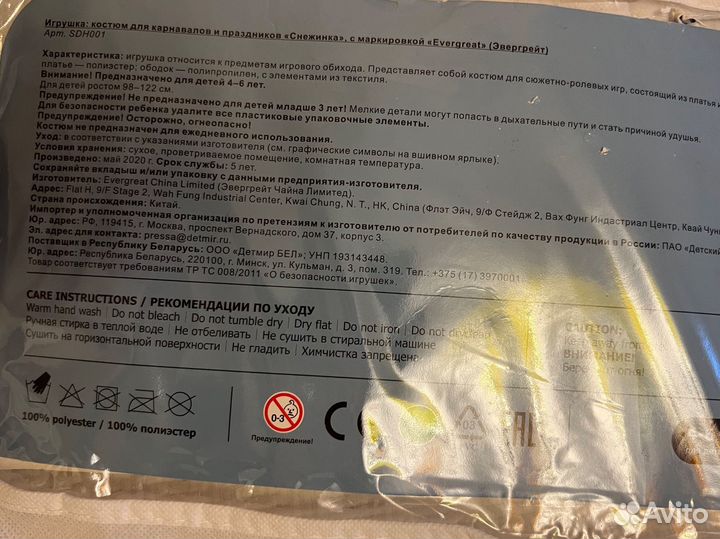 Игрушка: костюм для карнавалов и праздников «Снежинка», с маркировкой «Evergreat» (Эвергрейт)
Арт. SDH001
Характеристика: игрушка относится к предметам игрового обихода. Представляет собой костюм для сюжетно-ролевых игр, состоящий из платья и
платье – полиэстер; ободок – полипропилен, с элементами из текстиля.
Внимание! Предназначено для детей 4–6 лет.
Для детей ростом 98–122 см.
Предупреждение! Не предназначено для детей младше 3 лет! Мелкие детали могут попасть в дыхательные пути и стать причиной удушья.
Для безопасности ребенка удалите все пластиковые упаковочные элементы.
Предупреждение! Осторожно, огнеопасно!
Костюм не предназначен для ежедневного использования.
Уход: в соответствии с указаниями изготовителя (см. графические символы на вшивном ярлыке).
Условия хранения: сухое, проветриваемое помещение, комнатная температура.
Произведено: май 2020 г. Срок службы: 5 лет.
Сохраняйте вкладыш и/или упаковку с данными предприятия-изготовителя.
Изготовитель: Evergreat China Limited (Эвергрейт Чайна Лимитед).
Адрес: Flat H, 9/F Stage 2, Wah Fung Industrial Center, Kwai Chung, N. T., HK, China (Флэт Эйч, 9/Ф Стейдж 2, Вах Фунг Индастриал Центр, Квай Чунг
Страна происхождения: Китай.
Импортер и уполномоченная организация по претензиям к изготовителю от потребителей по качеству продукции в России: ПАО «Детский
Юр. адрес: РФ, 119415, г. Москва, проспект Вернадского, дом 37, корпус 3.
Эл. адрес: pressa@detmir.ru.
Поставщик в Республику Беларусь: ООО «Детмир БЕЛ»; УНП 193143448.
Юр. адрес: Республика Беларусь, 220100, г. Минск, ул. Кульман, д. 3, пом. 319. Тел.: +375 (17) 3970001.
Товар соответствует требованиям ТР ТС 008/2011 «О безопасности игрушек».
CARE INSTRUCTIONS / РЕКОМЕНДАЦИИ ПО УХОДУ
Warm hand wash | Do not bleach | Do not tumble dry | Dry flat | Do not iron | Do not dryclean
Ручная стирка в теплой воде | Не отбеливать | Не сушить в стиральной машине
Сушить на горизонтальной поверхности | Не гладить | Химчистка запрещена
CAUTION:
Keep away from
ВНИМАНИЕ!
Беречь от огня!
0-3
Предупреждение!
CE
03
EAC
100% polyester / 100% полиэстер
Avito